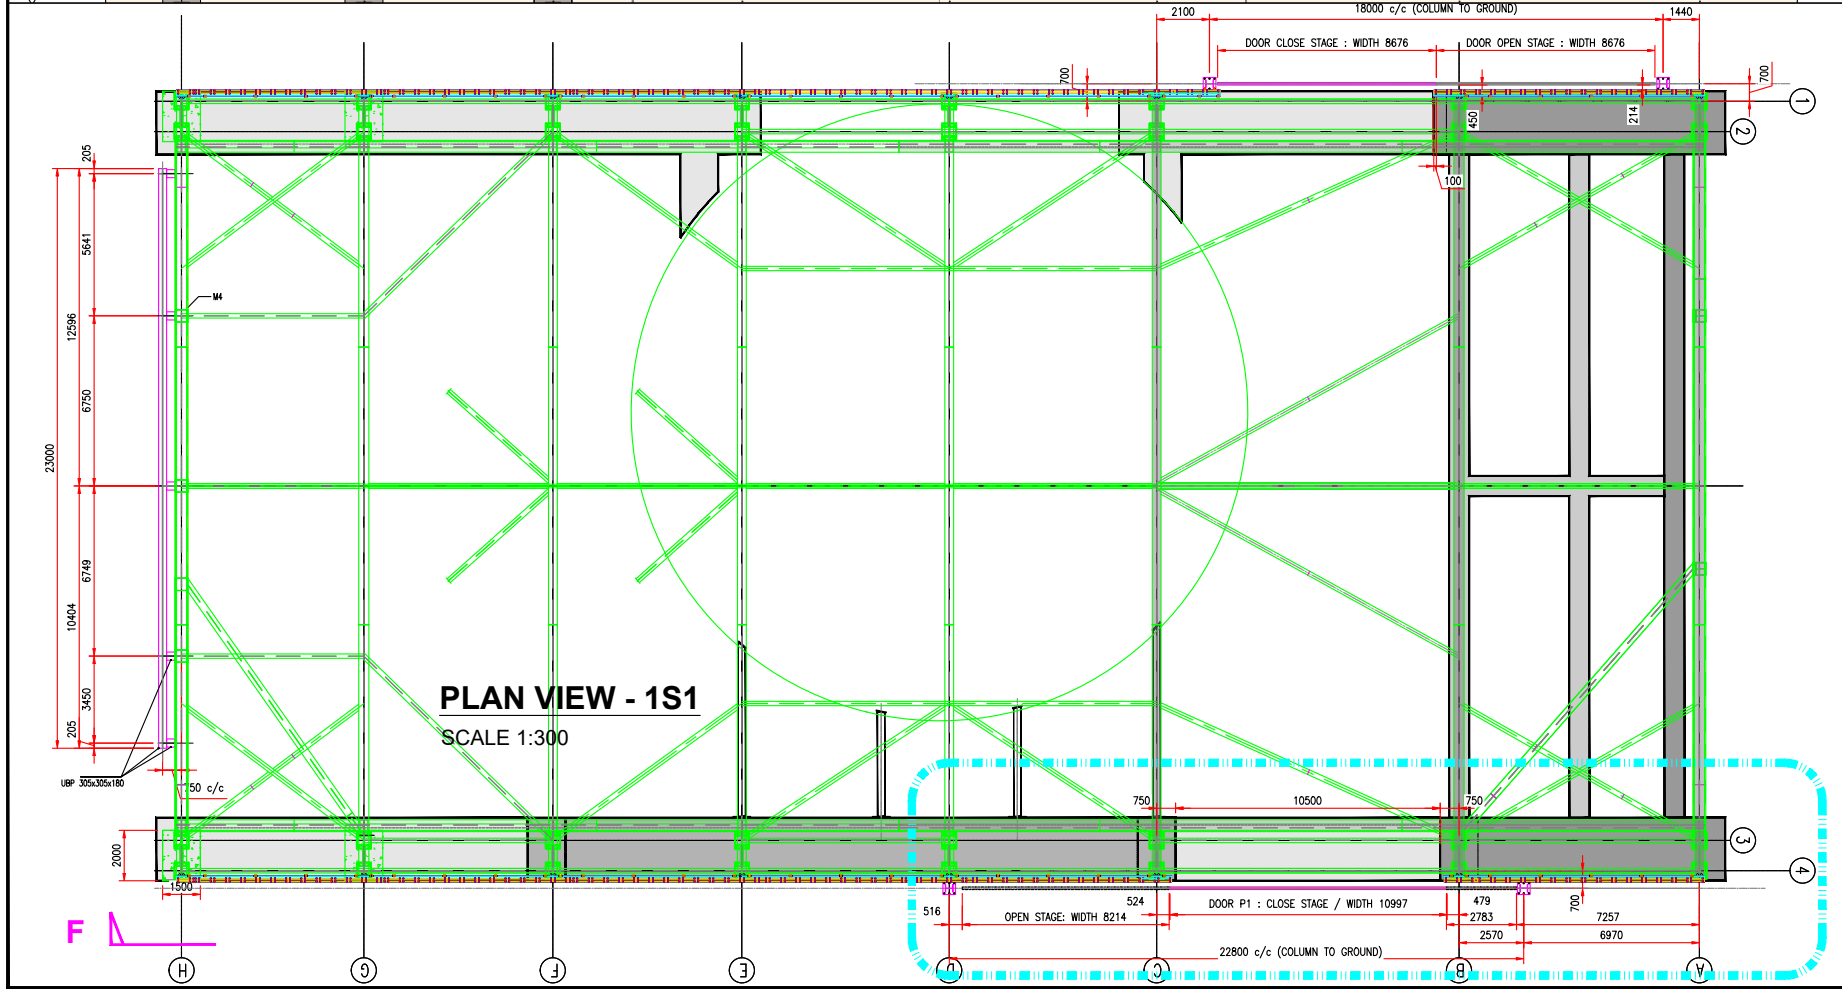 2100
18000 c/c (COLUMN TO GROUND)
1440
DOOR CLOSE STAGE : WIDTH 8676
DOOR OPEN STAGE : WIDTH 8676
700
700
1
450
214
2
205
100
5641
M4
12596
6750
23000
6749
10404
3450
PLAN VIEW - 1S1
SCALE 1:300
205
UBP 305x305x180
150 c/c
750
10500
750
2000
3
4
1500
516
524
DOOR P1 : CLOSE STAGE / WIDTH 10997
479
700
OPEN STAGE: WIDTH 8214
2783
7257
F
2570
6970
22800 c/c (COLUMN TO GROUND)
H
G
F
E
D
C
B
A